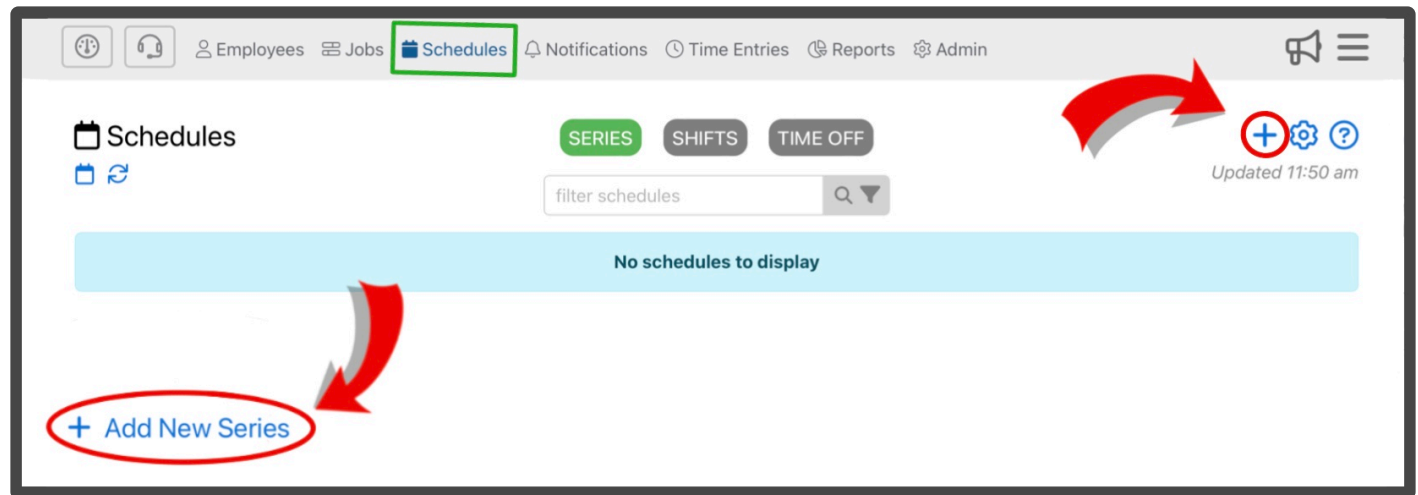 Employees Jobs Schedules Notifications Time Entries Reports Admin
Schedules
SERIES SHIFTS TIME OFF
Updated 11:50 am
filter schedules
No schedules to display
+ Add New Series